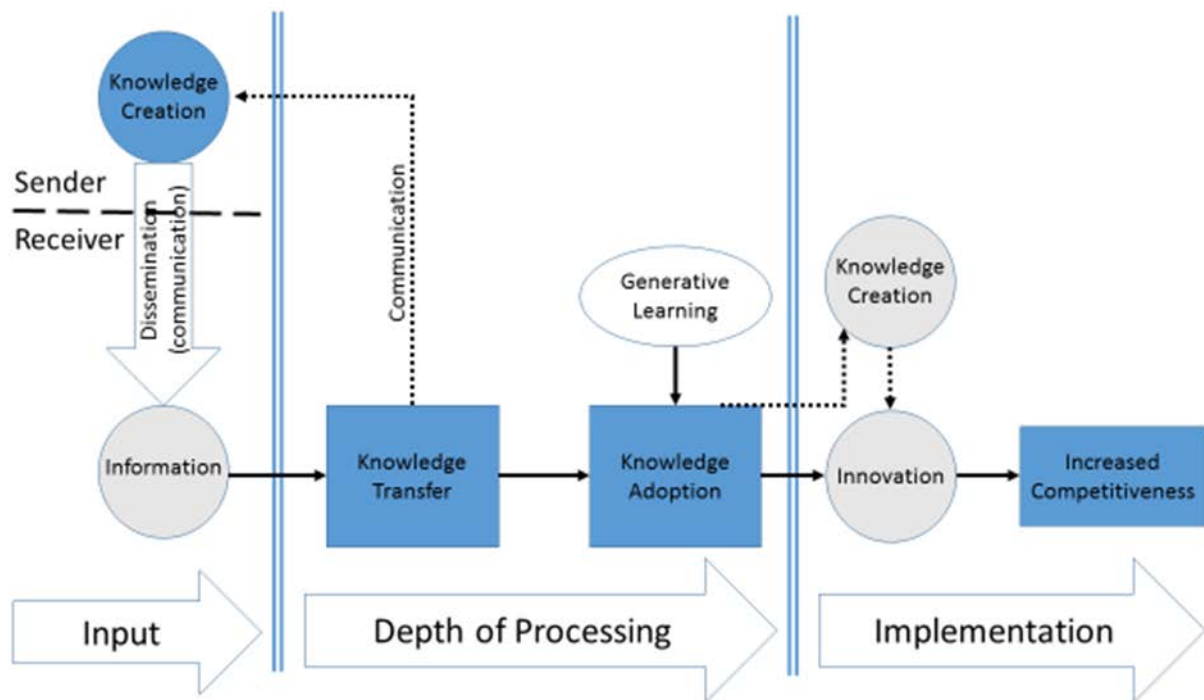 Knowledge
Creation
Sender
Receiver
Dissemination
(communication)
Information
Communication
Knowledge
Transfer
Generative
Learning
Knowledge
Adoption
Knowledge
Creation
Innovation
Increased
Competitiveness
Input
Depth of Processing
Implementation